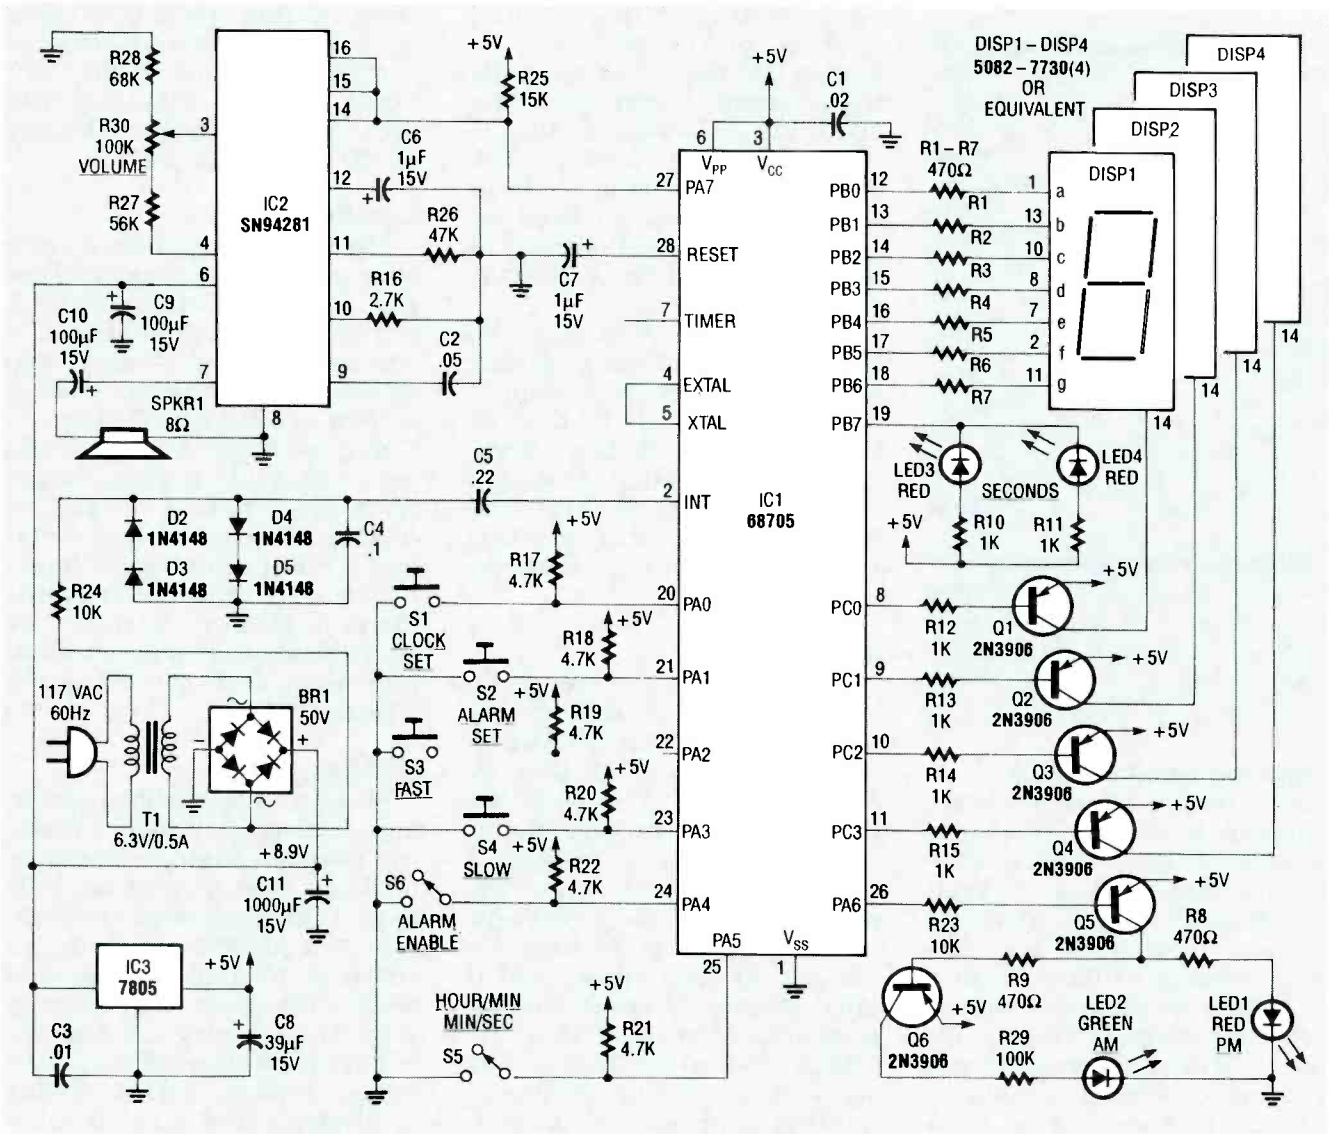 R28
68K
R30
100K
VOLUME
R27
56K
3
4
6
7
8
IC2
SN94281
16
15
14
12
11
10
9
+5V
R25
15K
C6
1µF
15V
+
R26
47K
R16
2.7K
C2
.05
C7
1µF
15V
+
C9
100µF
15V
+
C10
100µF
15V
+
SPKR1
8Ω
+5V
C1
.02
6
3
VPP
VCC
27
PA7
28
RESET
7
TIMER
4
EXTAL
5
XTAL
2
INT
IC1
68705
20
PA0
21
PA1
22
PA2
23
PA3
24
PA4
PA5
25
VSS
1
PB0
12
PB1
13
PB2
14
PB3
15
PB4
16
PB5
17
PB6
18
PB7
19
PC0
8
PC1
9
PC2
10
PC3
11
PA6
26
DISP1 – DISP4
5082 – 7730(4)
OR
EQUIVALENT
DISP4
DISP3
DISP2
DISP1
R1 – R7
470Ω
R1
R2
R3
R4
R5
R6
R7
1
a
13
b
10
c
8
d
7
e
2
f
11
g
14
14
14
14
LED3
RED
SECONDS
LED4
RED
+5V
R10
1K
R11
1K
C5
.22
D2
1N4148
D4
1N4148
C4
.1
D3
1N4148
D5
1N4148
R24
10K
+5V
R17
4.7K
S1
CLOCK
SET
+5V
R18
4.7K
S2
ALARM
SET
+5V
R19
4.7K
S3
FAST
+5V
R20
4.7K
S4
SLOW
+5V
R22
4.7K
S6
ALARM
ENABLE
HOUR/MIN
MIN/SEC
S5
+5V
R21
4.7K
117 VAC
60Hz
T1
6.3V/0.5A
BR1
50V
–
+
~
~
+8.9V
C11
1000µF
15V
+
IC3
7805
+5V
C3
.01
C8
39µF
15V
+
R12
1K
Q1
2N3906
+5V
R13
1K
Q2
2N3906
+5V
R14
1K
Q3
2N3906
+5V
R15
1K
Q4
2N3906
+5V
R23
10K
Q5
2N3906
+5V
R8
470Ω
R9
470Ω
Q6
2N3906
+5V
R29
100K
LED2
GREEN
AM
LED1
RED
PM